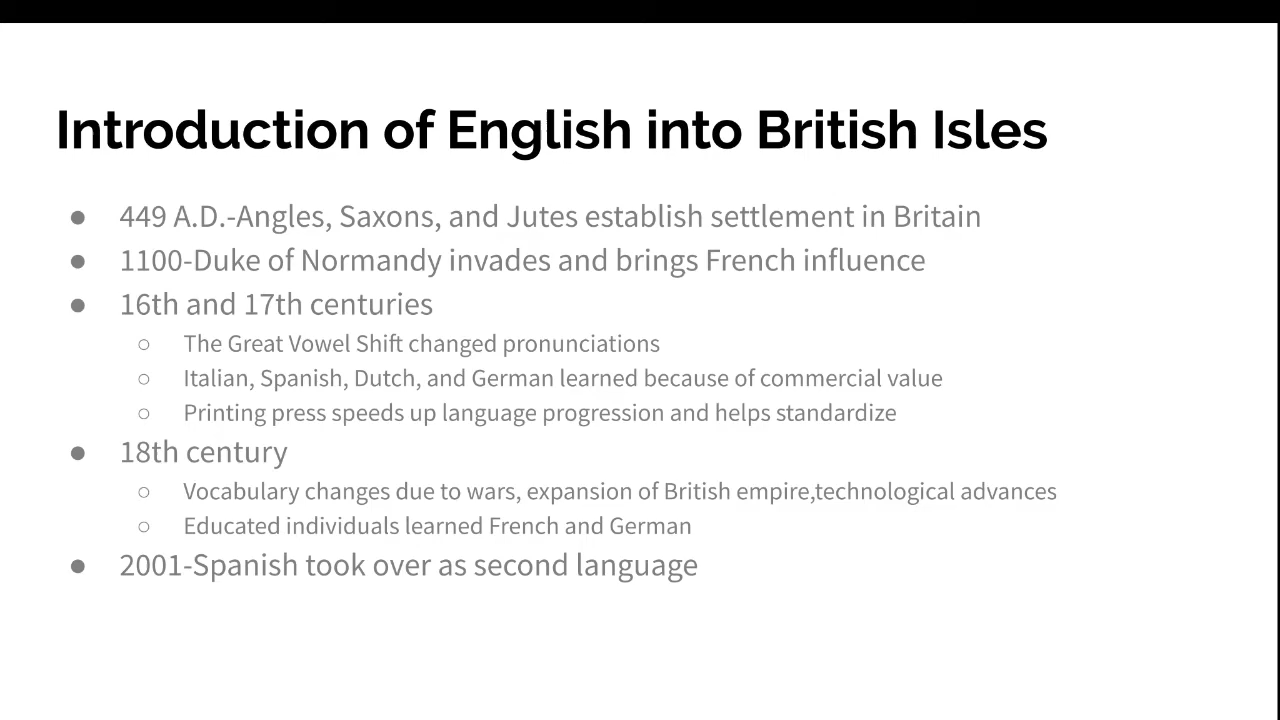 Introduction of English into British Isles
● 449 A.D.-Angles, Saxons, and Jutes establish settlement in Britain
● 1100-Duke of Normandy invades and brings French influence
● 16th and 17th centuries
○ The Great Vowel Shift changed pronunciations
○ Italian, Spanish, Dutch, and German learned because of commercial value
○ Printing press speeds up language progression and helps standardize
● 18th century
○ Vocabulary changes due to wars, expansion of British empire,technological advances
○ Educated individuals learned French and German
● 2001-Spanish took over as second language